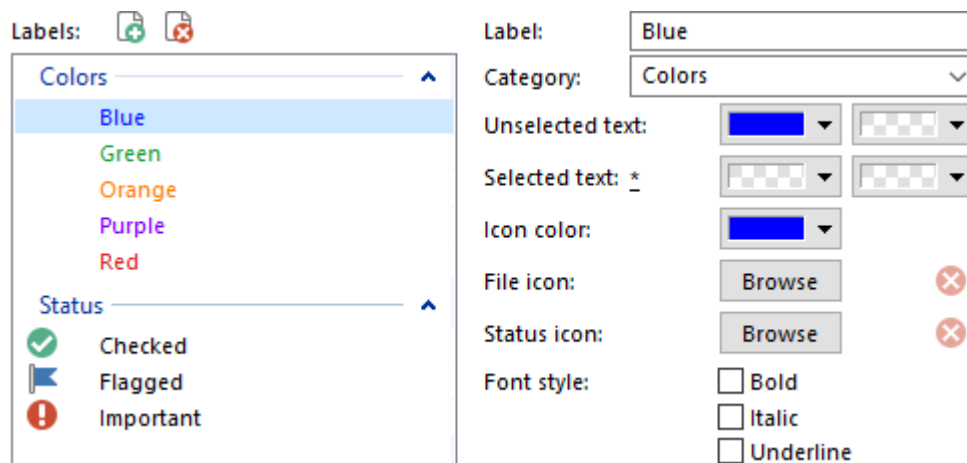 Labels:
Colors
Blue
Green
Orange
Purple
Red
Status
Checked
Flagged
Important
Label: Blue
Category: Colors
Unselected text:
Selected text: *
Icon color:
File icon: Browse
Status icon: Browse
Font style: Bold
Italic
Underline